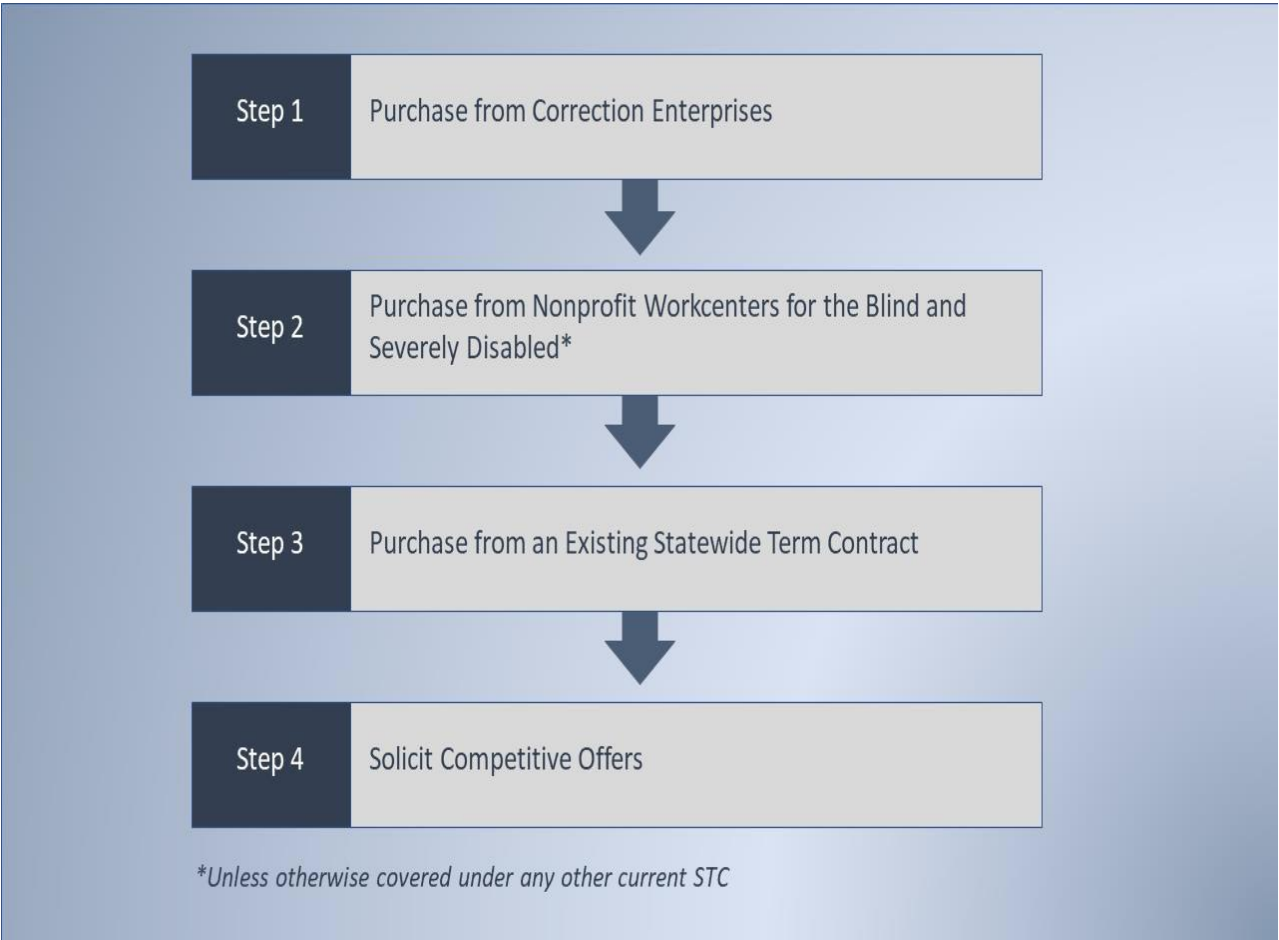 Step 1
Purchase from Correction Enterprises
Step 2
Purchase from Nonprofit Workcenters for the Blind and
Severely Disabled*
Step 3
Purchase from an Existing Statewide Term Contract
Step 4
Solicit Competitive Offers
*Unless otherwise covered under any other current STC